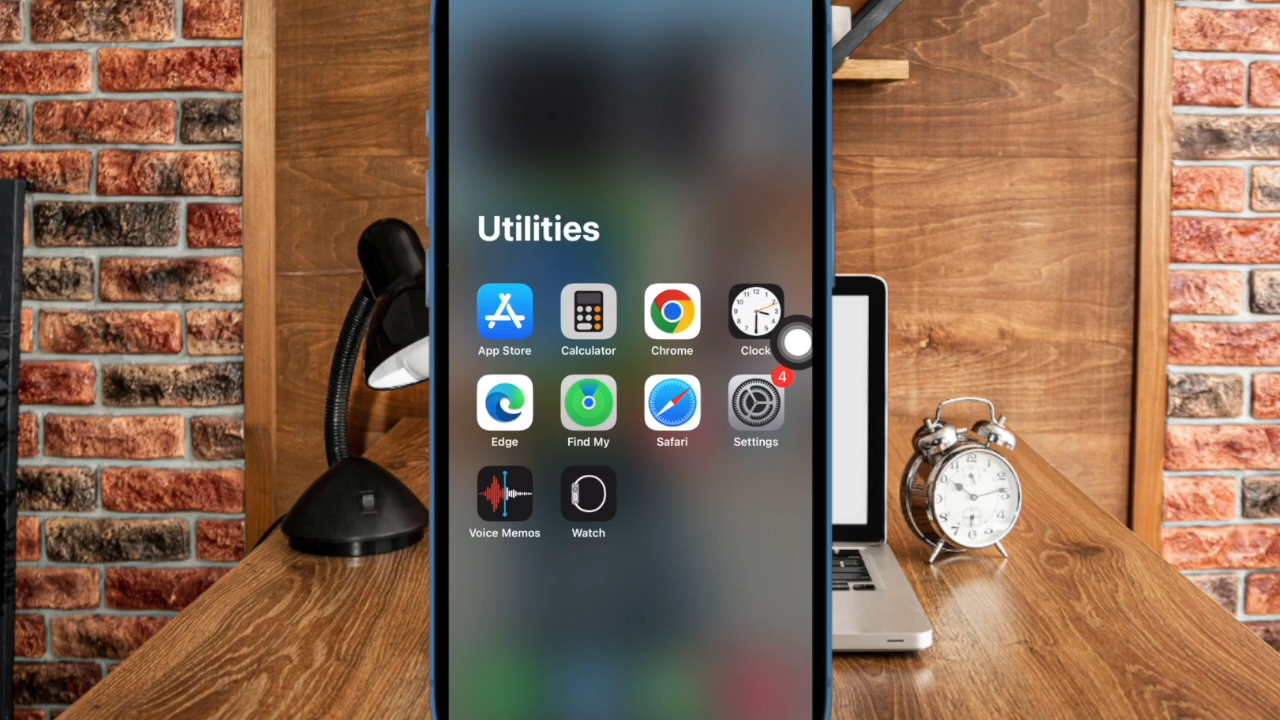 Utilities
App Store
Calculator
Chrome
Clock
4
Edge
Find My
Safari
Settings
Voice Memos
Watch